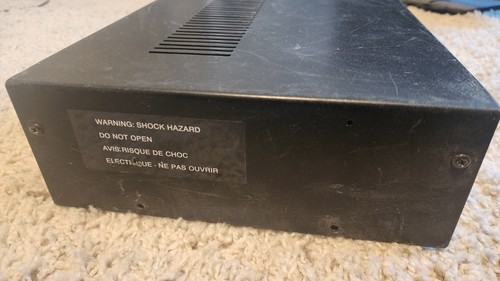 WARNING: SHOCK HAZARD
DO NOT OPEN
AVIS:RISQUE DE CHOC
ELECTRIQUE - NE PAS OUVRIR